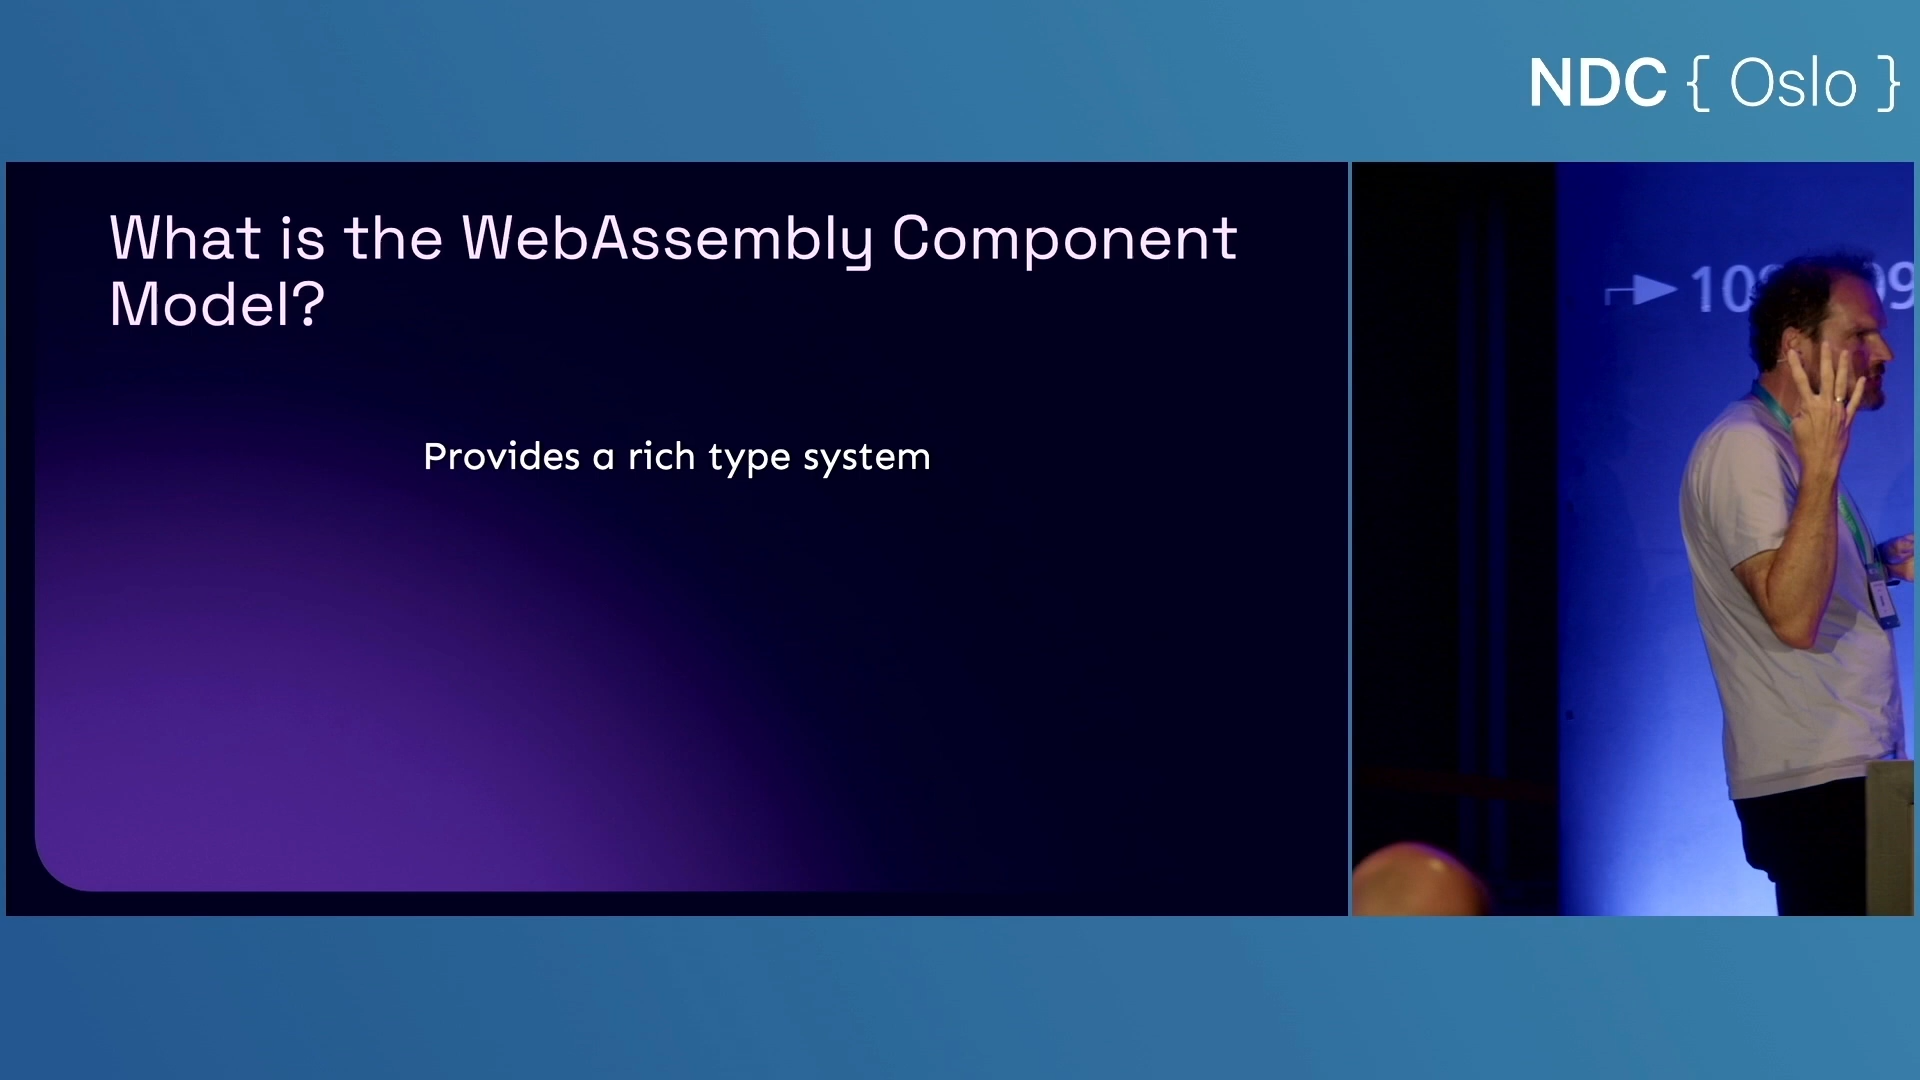 NDC { Oslo }
What is the WebAssembly Component
Model?
Provides a rich type system